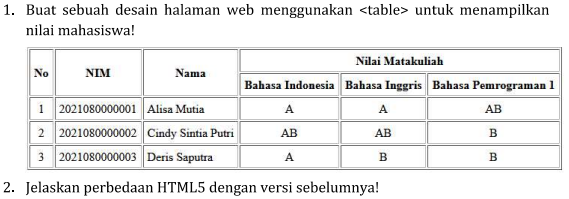 1. Buat sebuah desain halaman web menggunakan <table> untuk menampilkan
nilai mahasiswa!
No NIM Nama Nilai Matakuliah
Bahasa Indonesia Bahasa Inggris Bahasa Pemrograman 1
1 2021080000001 Alisa Mutia A A AB
2 2021080000002 Cindy Sintia Putri AB AB B
3 2021080000003 Deris Saputra A B B
2. Jelaskan perbedaan HTML5 dengan versi sebelumnya!